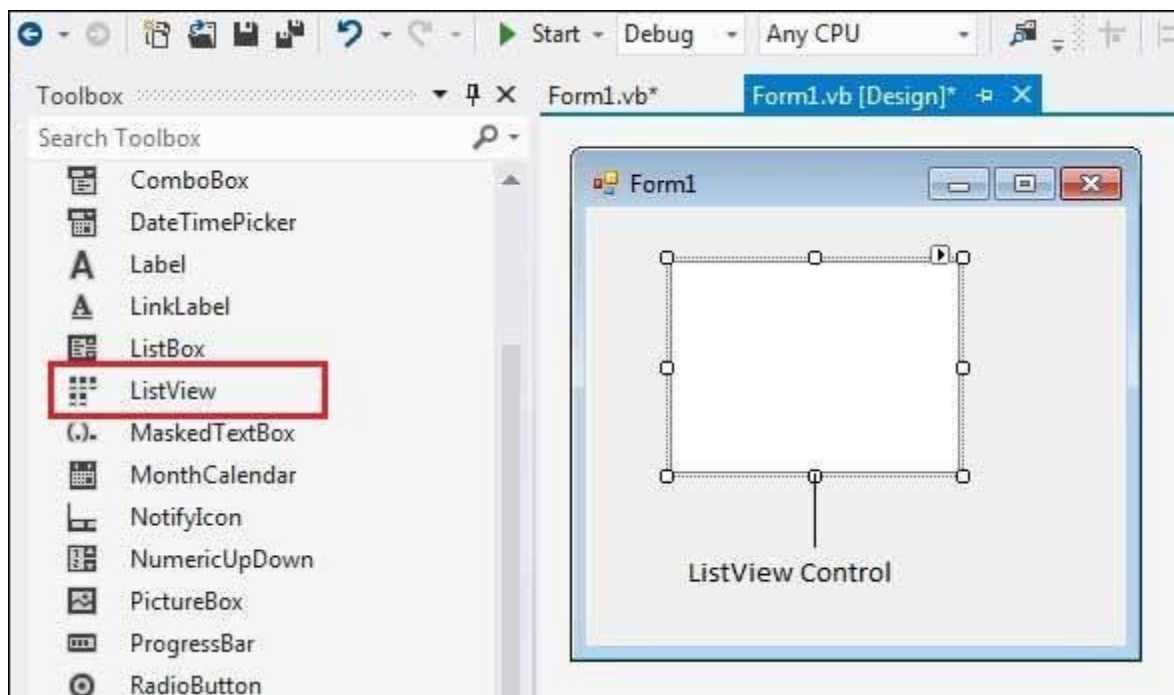 Start Debug Any CPU
Toolbox
Form1.vb*
Form1.vb [Design]*
Search Toolbox
ComboBox
DateTimePicker
Label
LinkLabel
ListBox
ListView
MaskedTextBox
MonthCalendar
NotifyIcon
NumericUpDown
PictureBox
ProgressBar
RadioButton
Form1
ListView Control